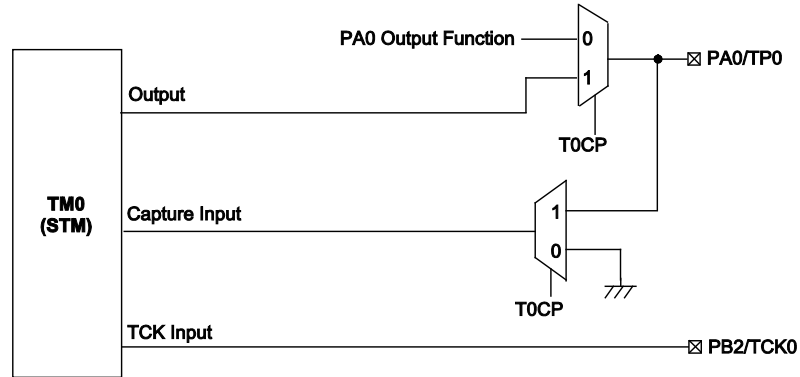 PA0 Output Function
0
PA0/TP0
1
Output
T0CP
TM0
(STM)
Capture Input
1
0
T0CP
TCK Input
PB2/TCK0